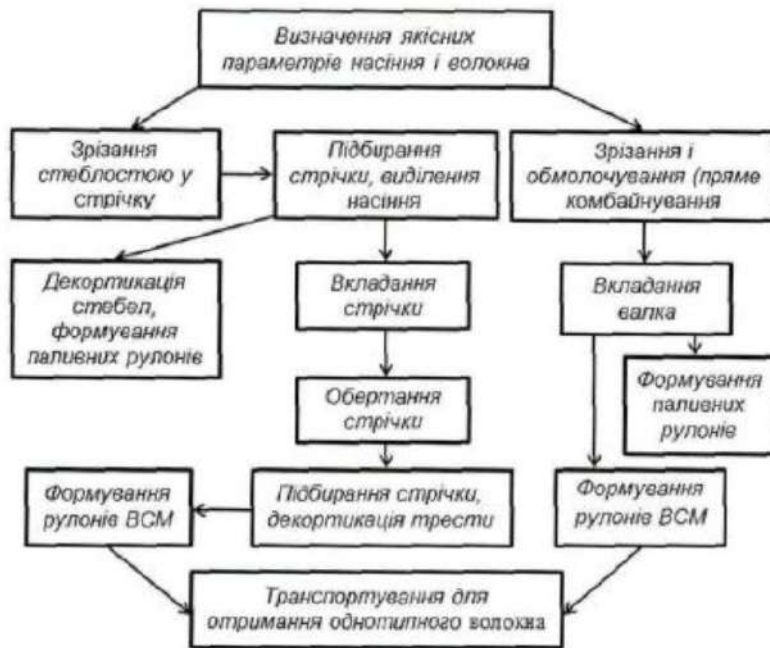 Визначення якісних
параметрів насіння і волокна
Зрізання
стеблостою у
стрічку
Підбирання
стрічки, виділення
насіння
Зрізання і
обмолочування (пряме
комбайнування
Декортикація
стебел,
формування
паливних рулонів
Вкладання
стрічки
Вкладання
валка
Обертання
стрічки
Формування
паливних
рулонів
Формування
рулонів ВСМ
Підбирання стрічки,
декортикація трести
Формування
рулонів ВСМ
Транспортування для
отримання однотипного волокна